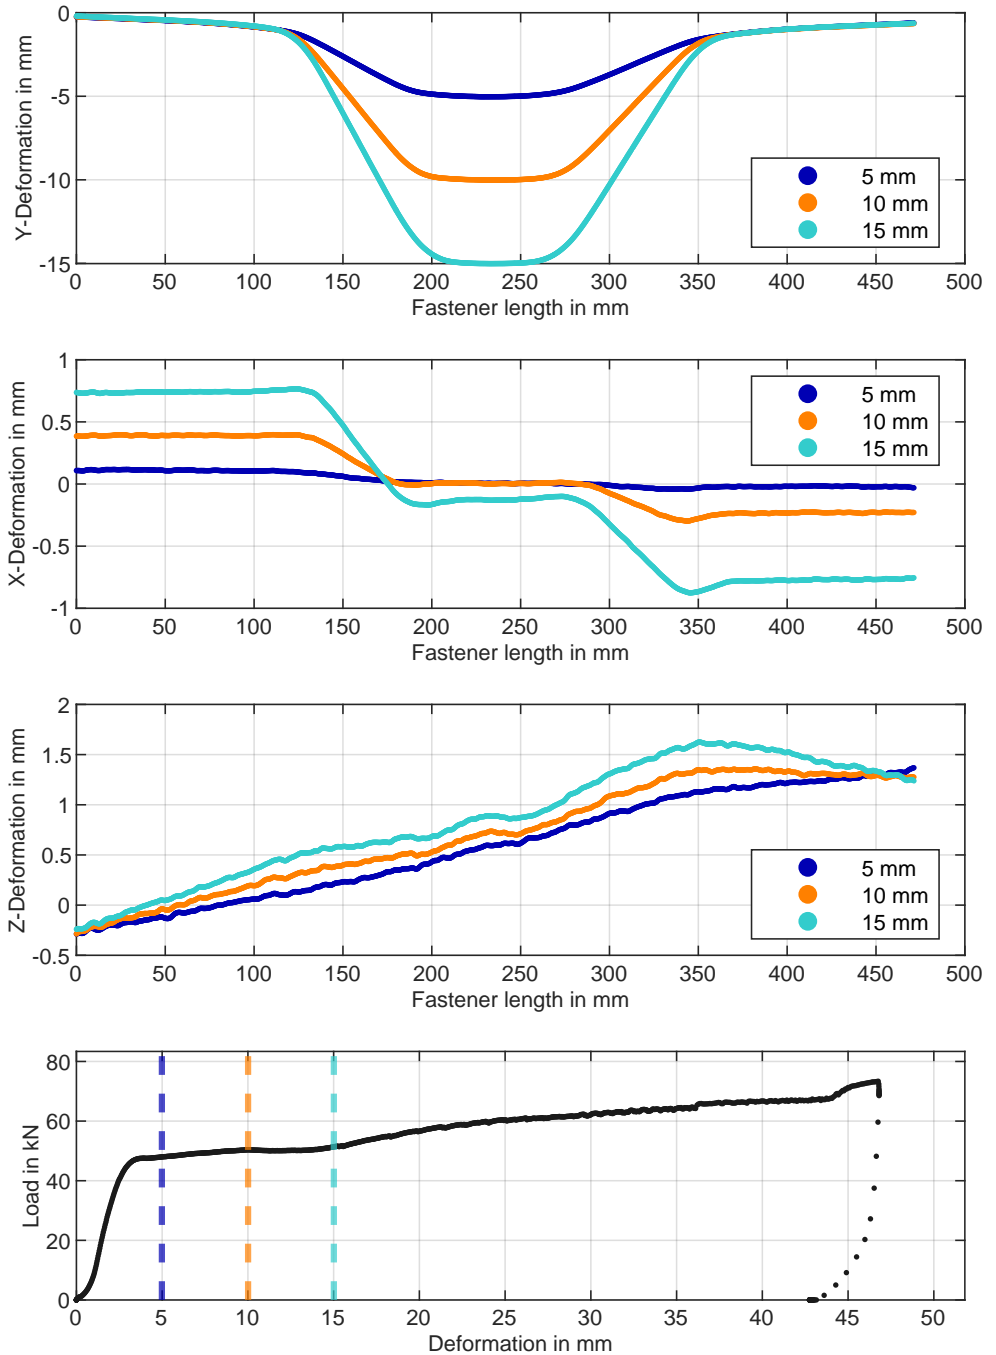 0
-5
-10
-15
Y-Deformation in mm
5 mm
10 mm
15 mm
0 50 100 150 200 250 300 350 400 450 500
Fastener length in mm
1
0.5
0
-0.5
-1
X-Deformation in mm
5 mm
10 mm
15 mm
0 50 100 150 200 250 300 350 400 450 500
Fastener length in mm
2
1.5
1
0.5
0
-0.5
Z-Deformation in mm
5 mm
10 mm
15 mm
0 50 100 150 200 250 300 350 400 450 500
Fastener length in mm
80
60
40
20
0
Load in kN
0 5 10 15 20 25 30 35 40 45 50
Deformation in mm